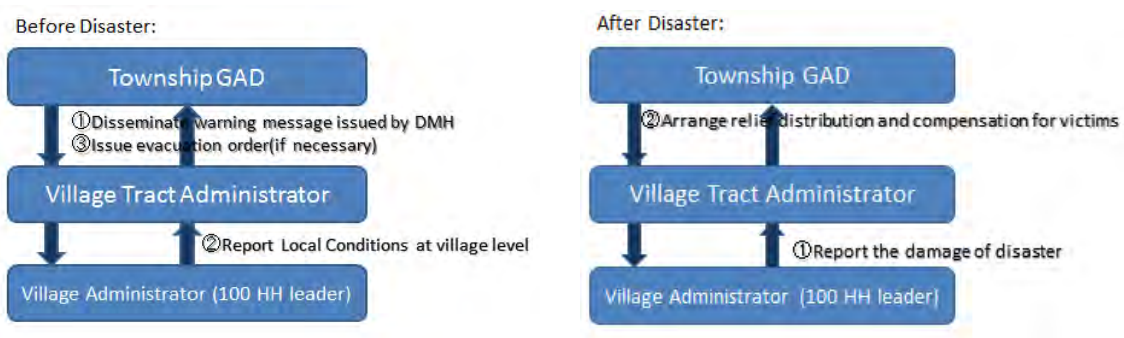 Before Disaster:
Township GAD
①Disseminate warning message issued by DMH
③Issue evacuation order(if necessary)
Village Tract Administrator
②Report Local Conditions at village level
Village Administrator (100 HH leader)
After Disaster:
Township GAD
②Arrange relief distribution and compensation for victims
Village Tract Administrator
①Report the damage of disaster
Village Administrator (100 HH leader)